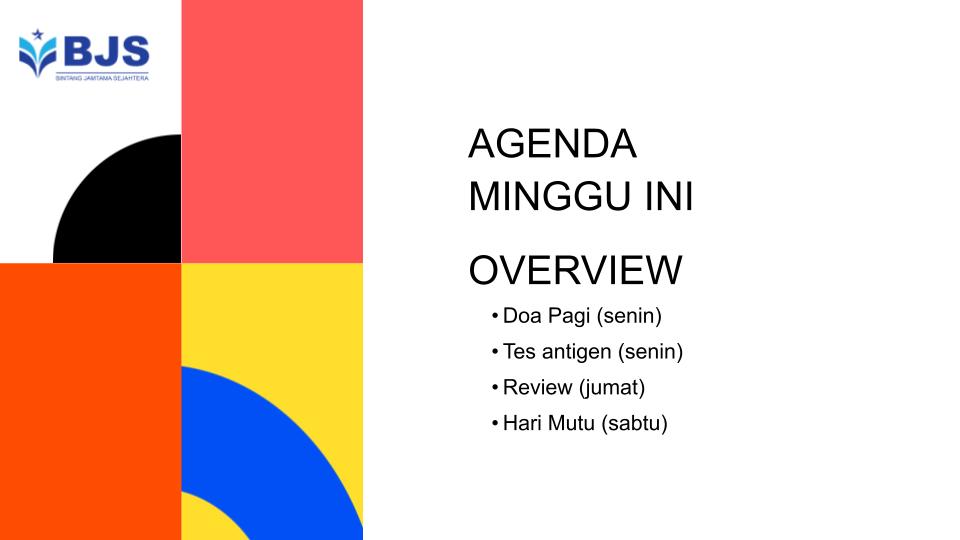 BJS
BINTANG JAMTAMA SEJAHTERA
AGENDA
MINGGU INI
OVERVIEW
• Doa Pagi (senin)
• Tes antigen (senin)
• Review (jumat)
• Hari Mutu (sabtu)